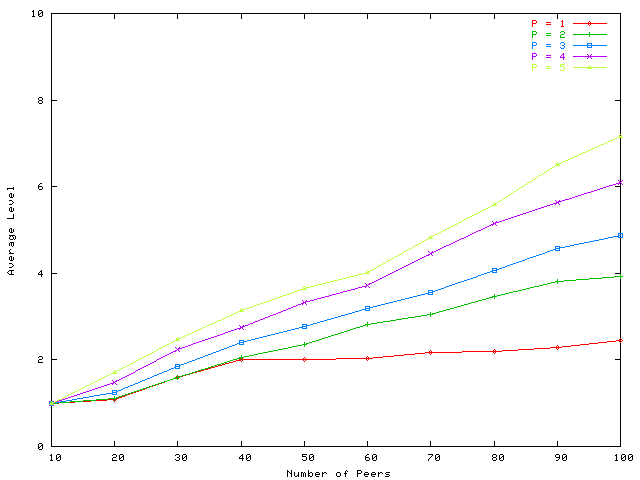 10
P = 1
P = 2
P = 3
P = 4
P = 5
8
6
Average Level
4
2
0
10 20 30 40 50 60 70 80 90 100
Number of Peers